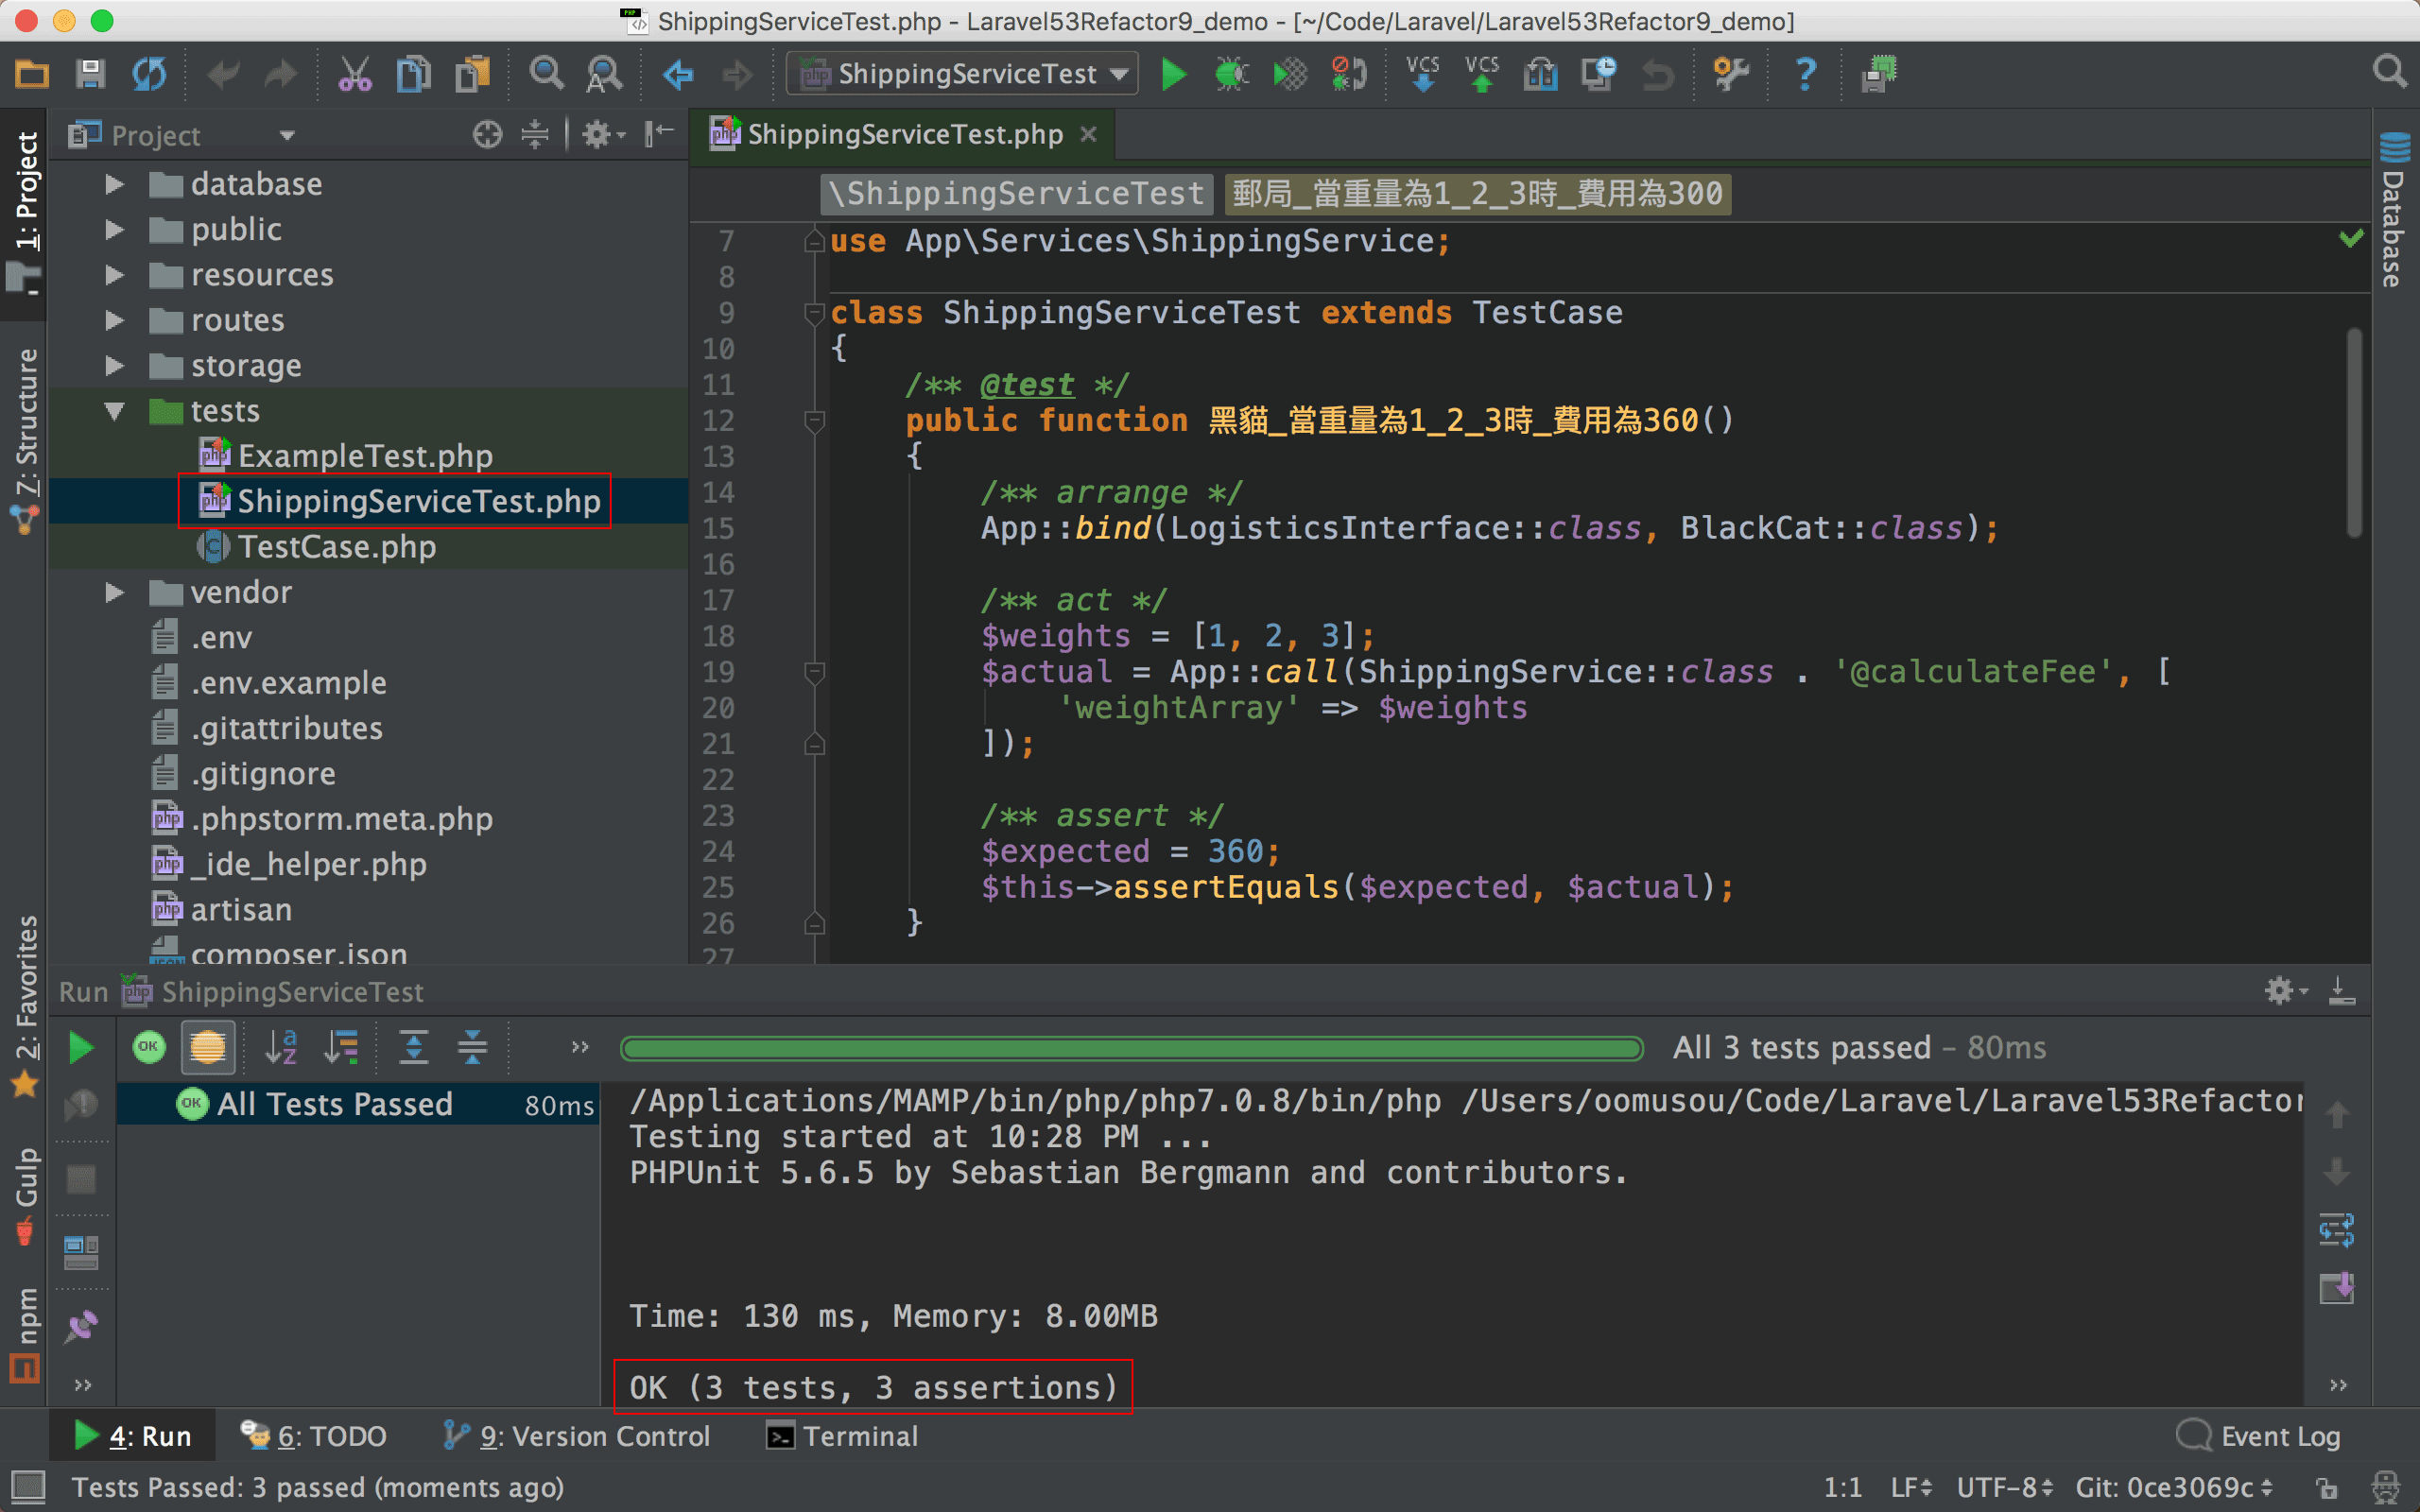 ShippingServiceTest.php - Laravel53Refactor9_demo - [~/Code/Laravel/Laravel53Refactor9_demo]
ShippingServiceTest
VCS
VCS
Project
ShippingServiceTest.php
1: Project
7: Structure
2: Favorites
Gulp
npm
Database
database
public
resources
routes
storage
tests
ExampleTest.php
ShippingServiceTest.php
TestCase.php
vendor
.env
.env.example
.gitattributes
.gitignore
.phpstorm.meta.php
_ide_helper.php
artisan
composer.json
\ShippingServiceTest 郵局_當重量為1_2_3時_費用為300
7 use App\Services\ShippingService;
8
9 class ShippingServiceTest extends TestCase
10 {
11 /** @test */
12 public function 黑貓_當重量為1_2_3時_費用為360()
13 {
14 /** arrange */
15 App::bind(LogisticsInterface::class, BlackCat::class);
16
17 /** act */
18 $weights = [1, 2, 3];
19 $actual = App::call(ShippingService::class . '@calculateFee', [
20 'weightArray' => $weights
21 ]);
22
23 /** assert */
24 $expected = 360;
25 $this->assertEquals($expected, $actual);
26 }
27
Run ShippingServiceTest
All 3 tests passed – 80ms
OK All Tests Passed 80ms
/Applications/MAMP/bin/php/php7.0.8/bin/php /Users/oomusou/Code/Laravel/Laravel53Refactor
Testing started at 10:28 PM ...
PHPUnit 5.6.5 by Sebastian Bergmann and contributors.
Time: 130 ms, Memory: 8.00MB
OK (3 tests, 3 assertions)
4: Run 6: TODO 9: Version Control Terminal Event Log
Tests Passed: 3 passed (moments ago) 1:1 LF UTF-8 Git: 0ce3069c